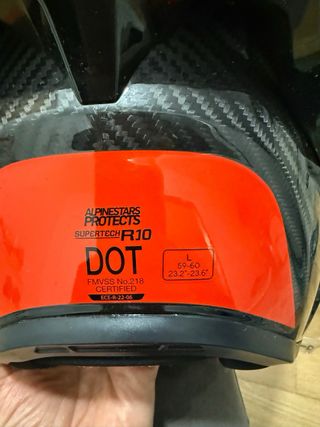 ALPINESTARS
PROTECTS
SUPERTECH R10
DOT
FMVSS No.218
CERTIFIED
ECE-R-22-06
L
59-60
23.2"-23.6"